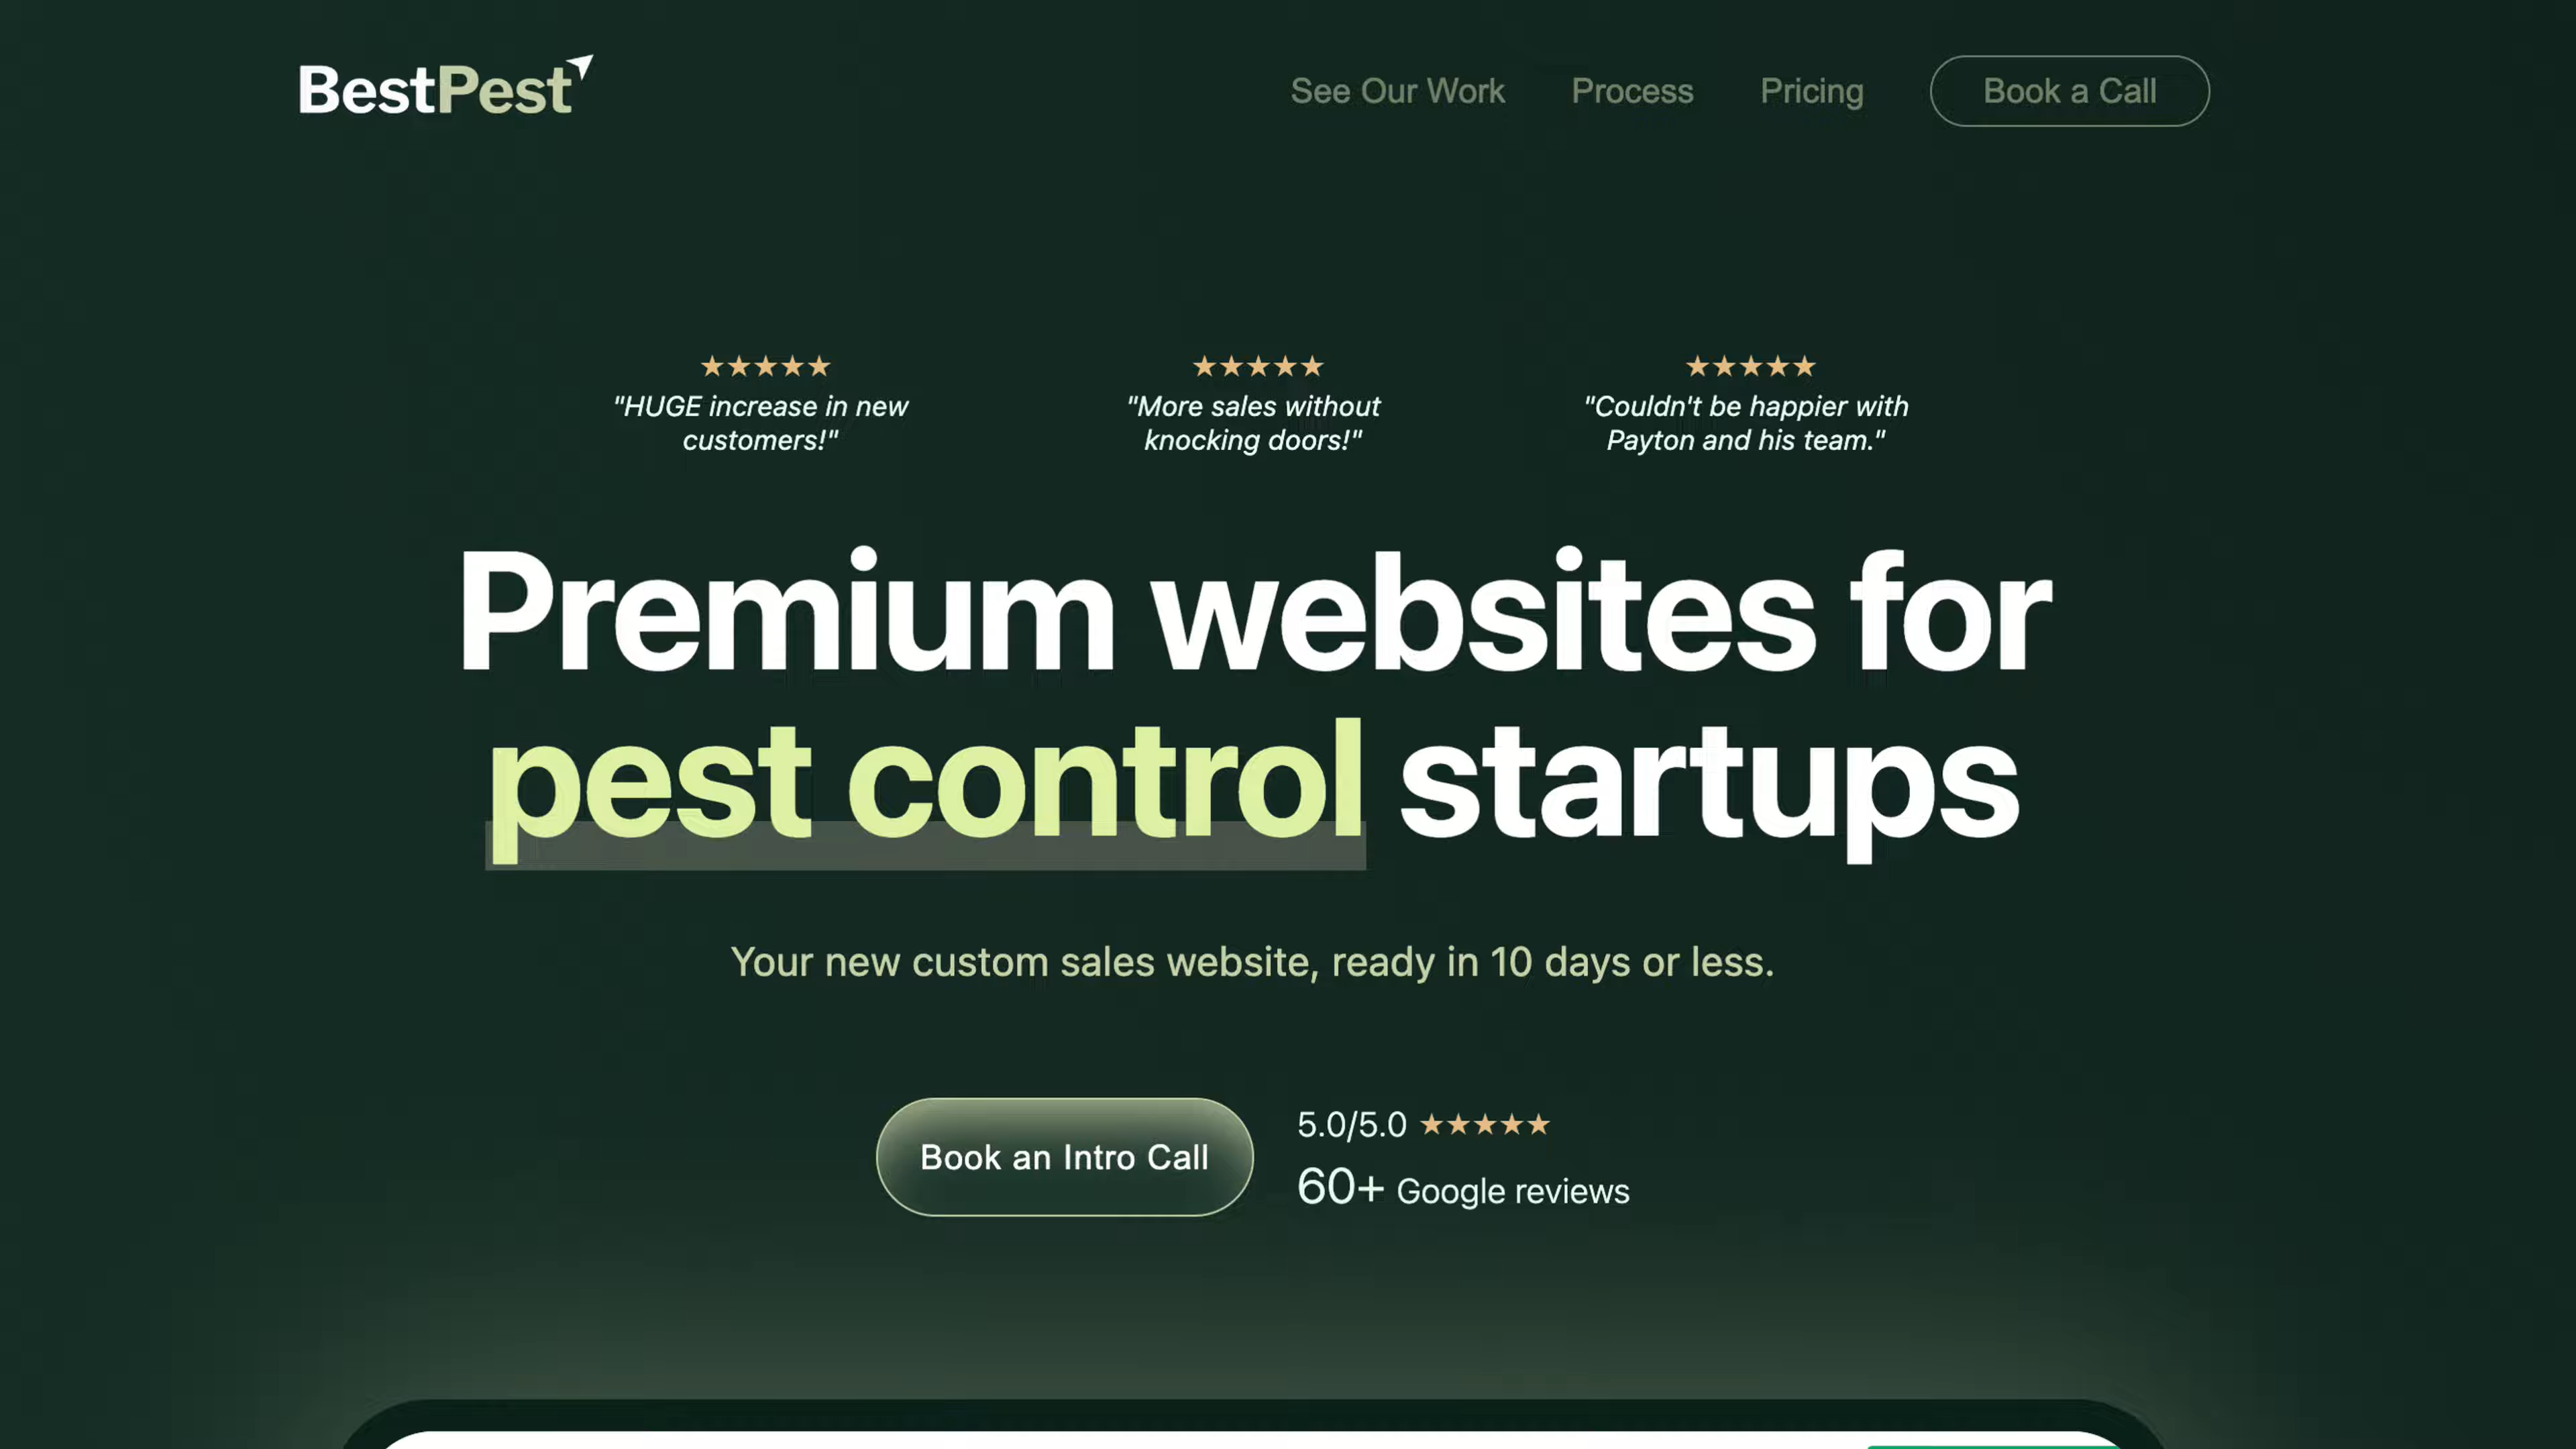 BestPest
See Our Work
Process
Pricing
Book a Call
★★★★★
"HUGE increase in new
customers!"
★★★★★
"More sales without
knocking doors!"
★★★★★
"Couldn't be happier with
Payton and his team."
Premium websites for
pest control startups
Your new custom sales website, ready in 10 days or less.
Book an Intro Call
5.0/5.0 ★★★★★
60+ Google reviews